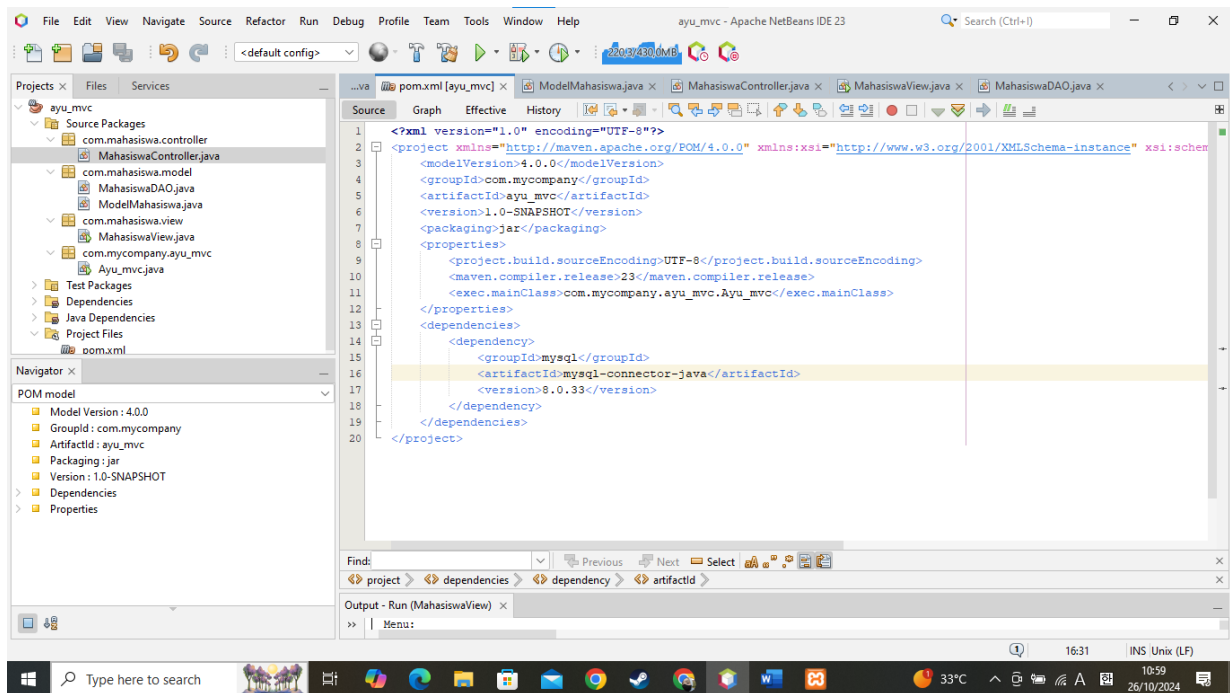 File Edit View Navigate Source Refactor Run Debug Profile Team Tools Window Help
ayu_mvc - Apache NetBeans IDE 23
Search (Ctrl+I)
<default config>
220,3/430,0MB
Projects
Files
Services
ayu_mvc
Source Packages
com.mahasiswa.controller
MahasiswaController.java
com.mahasiswa.model
MahasiswaDAO.java
ModelMahasiswa.java
com.mahasiswa.view
MahasiswaView.java
com.mycompany.ayu_mvc
Ayu_mvc.java
Test Packages
Dependencies
Java Dependencies
Project Files
pom.xml
Navigator
POM model
Model Version : 4.0.0
GroupId : com.mycompany
ArtifactId : ayu_mvc
Packaging : jar
Version : 1.0-SNAPSHOT
Dependencies
Properties
...va pom.xml [ayu_mvc] ModelMahasiswa.java MahasiswaController.java MahasiswaView.java MahasiswaDAO.java
Source Graph Effective History
1 <?xml version="1.0" encoding="UTF-8"?>
2 <project xmlns="http://maven.apache.org/POM/4.0.0" xmlns:xsi="http://www.w3.org/2001/XMLSchema-instance" xsi:schem
3 <modelVersion>4.0.0</modelVersion>
4 <groupId>com.mycompany</groupId>
5 <artifactId>ayu_mvc</artifactId>
6 <version>1.0-SNAPSHOT</version>
7 <packaging>jar</packaging>
8 <properties>
9 <project.build.sourceEncoding>UTF-8</project.build.sourceEncoding>
10 <maven.compiler.release>23</maven.compiler.release>
11 <exec.mainClass>com.mycompany.ayu_mvc.Ayu_mvc</exec.mainClass>
12 </properties>
13 <dependencies>
14 <dependency>
15 <groupId>mysql</groupId>
16 <artifactId>mysql-connector-java</artifactId>
17 <version>8.0.33</version>
18 </dependency>
19 </dependencies>
20 </project>
Find:
Previous Next Select
project dependencies dependency artifactId
Output - Run (MahasiswaView)
>> Menu:
1
16:31
INS Unix (LF)
Type here to search
33°C
A
10:59
26/10/2024